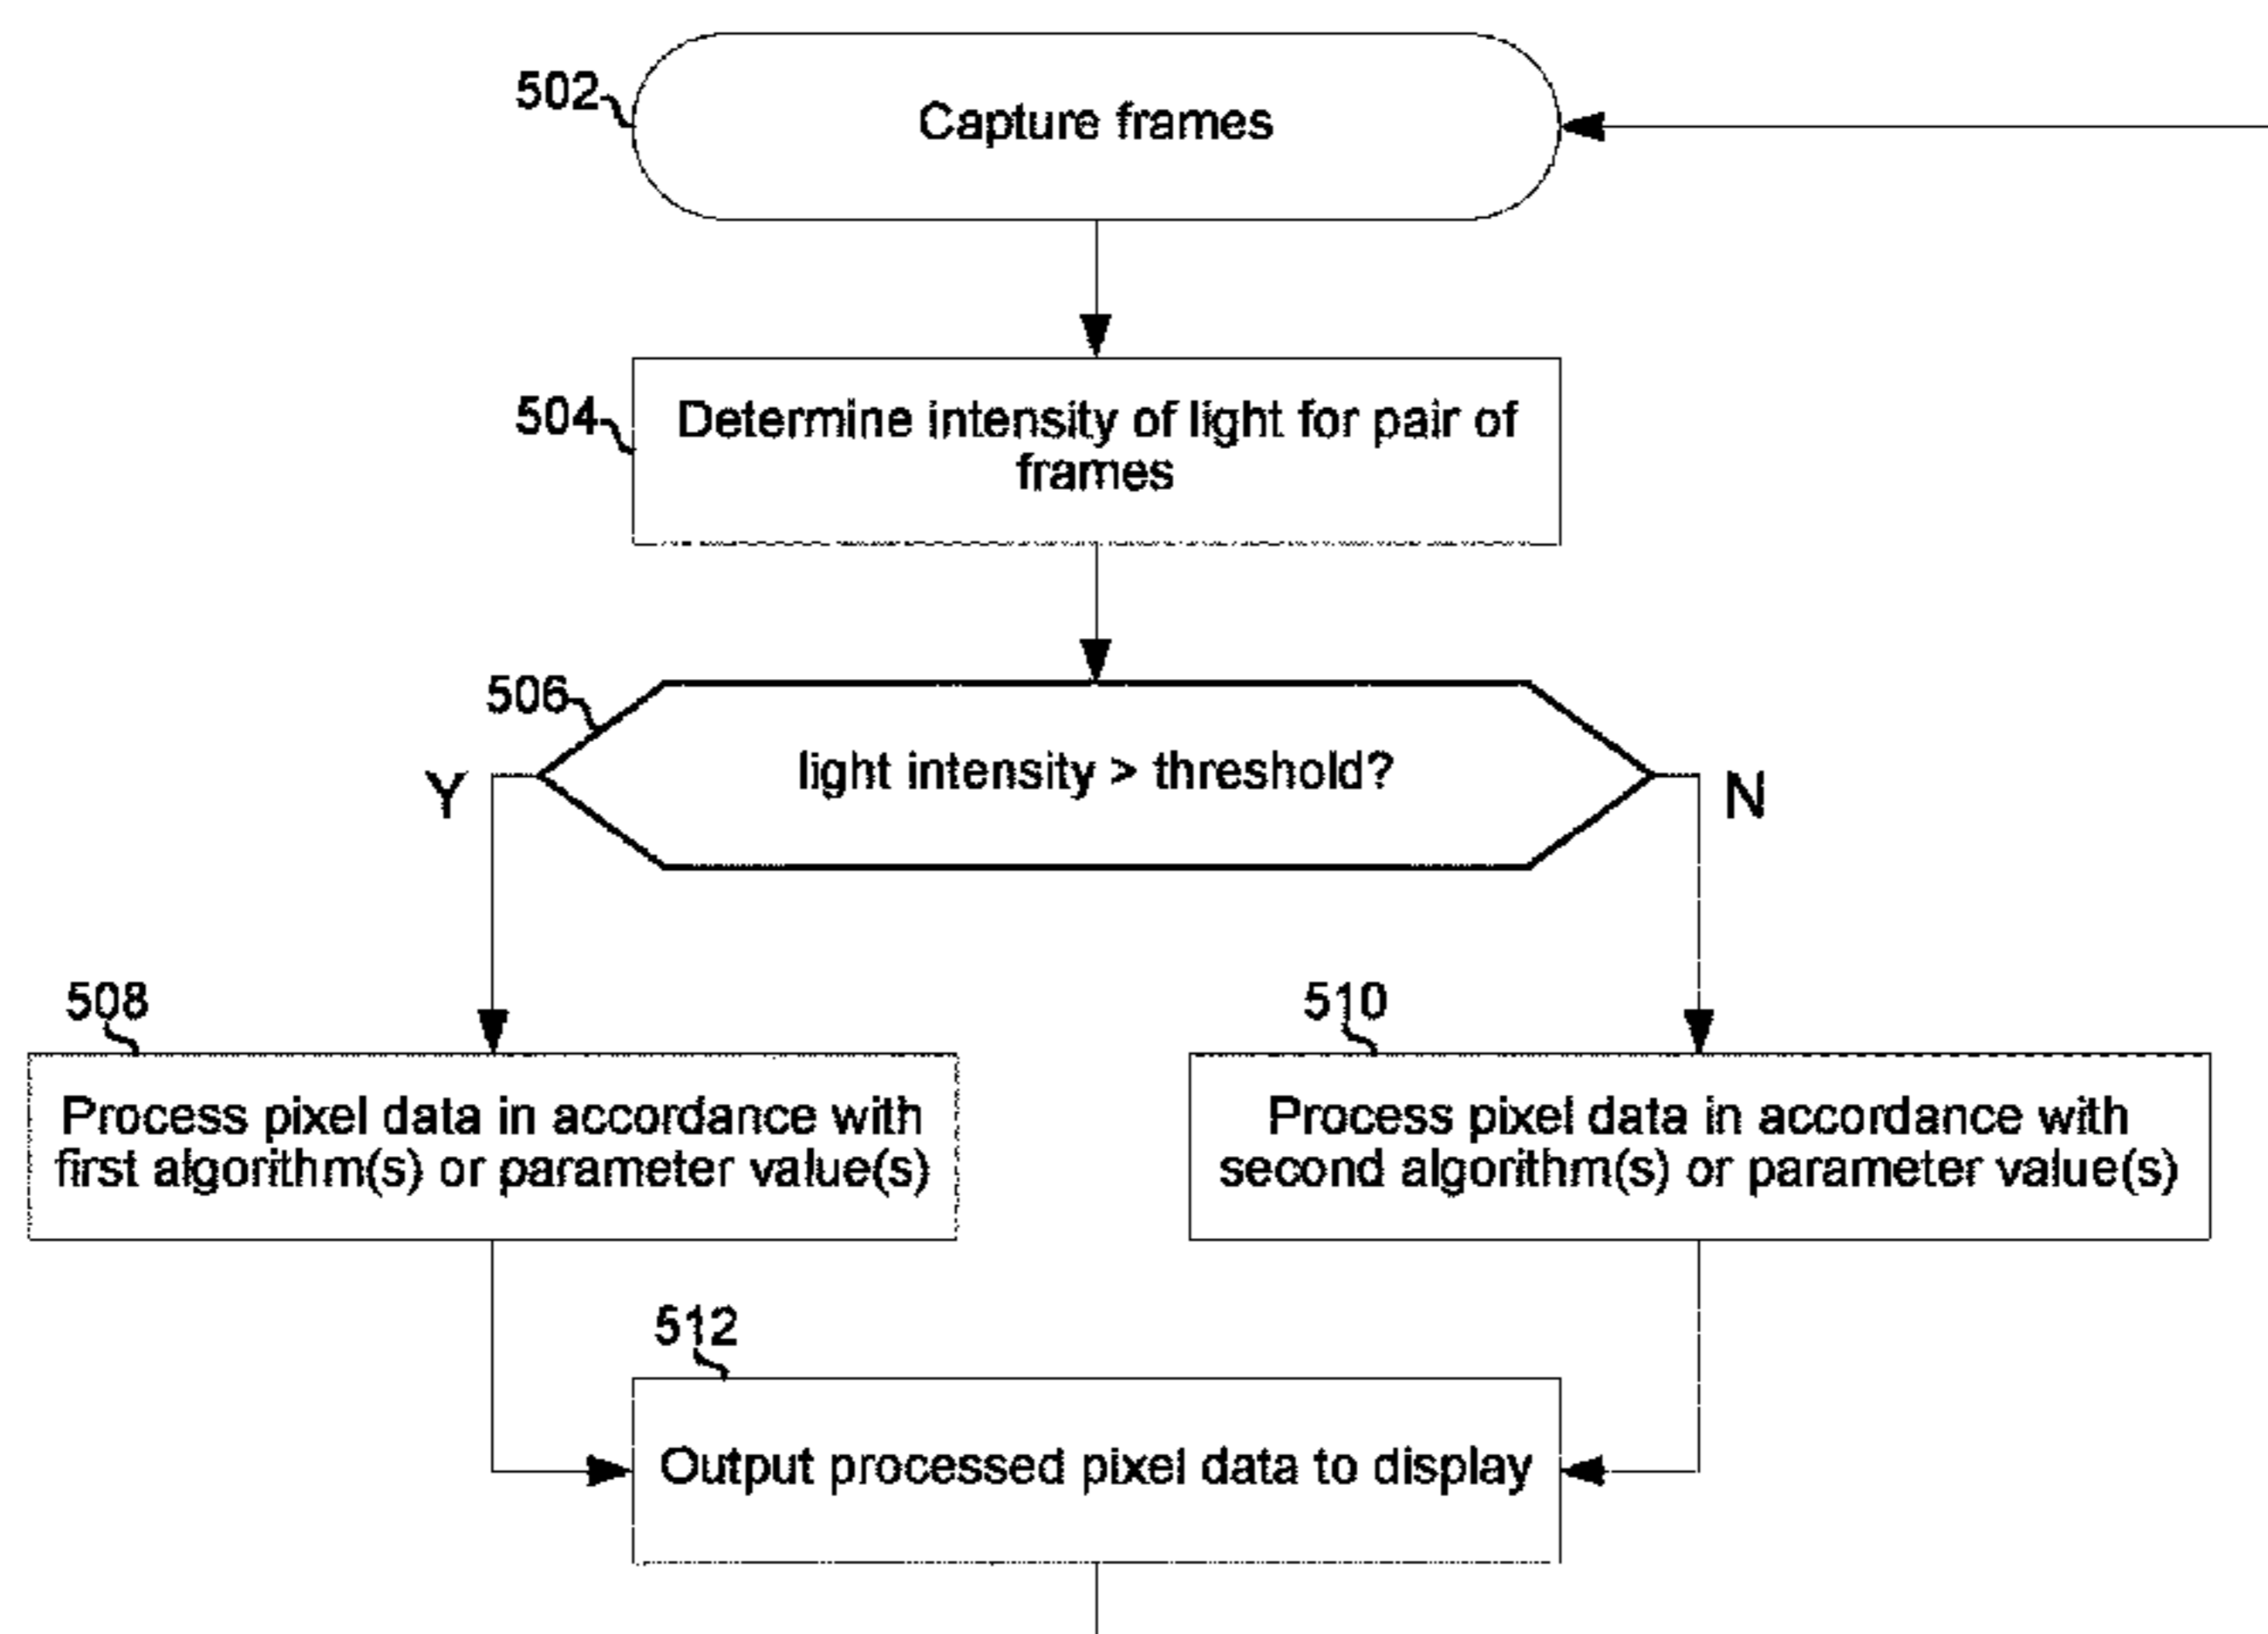 502
Capture frames
504
Determine intensity of light for pair of
frames
506
light intensity > threshold?
Y
N
508
510
Process pixel data in accordance with
first algorithm(s) or parameter value(s)
Process pixel data in accordance with
second algorithm(s) or parameter value(s)
512
Output processed pixel data to display